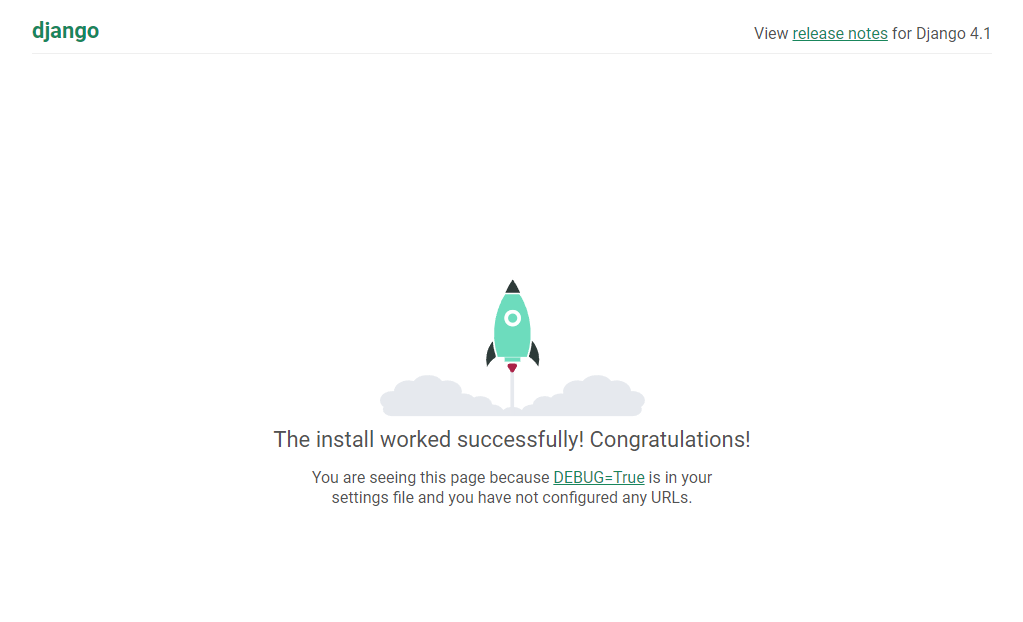 django
View release notes for Django 4.1
The install worked successfully! Congratulations!
You are seeing this page because DEBUG=True is in your
settings file and you have not configured any URLs.